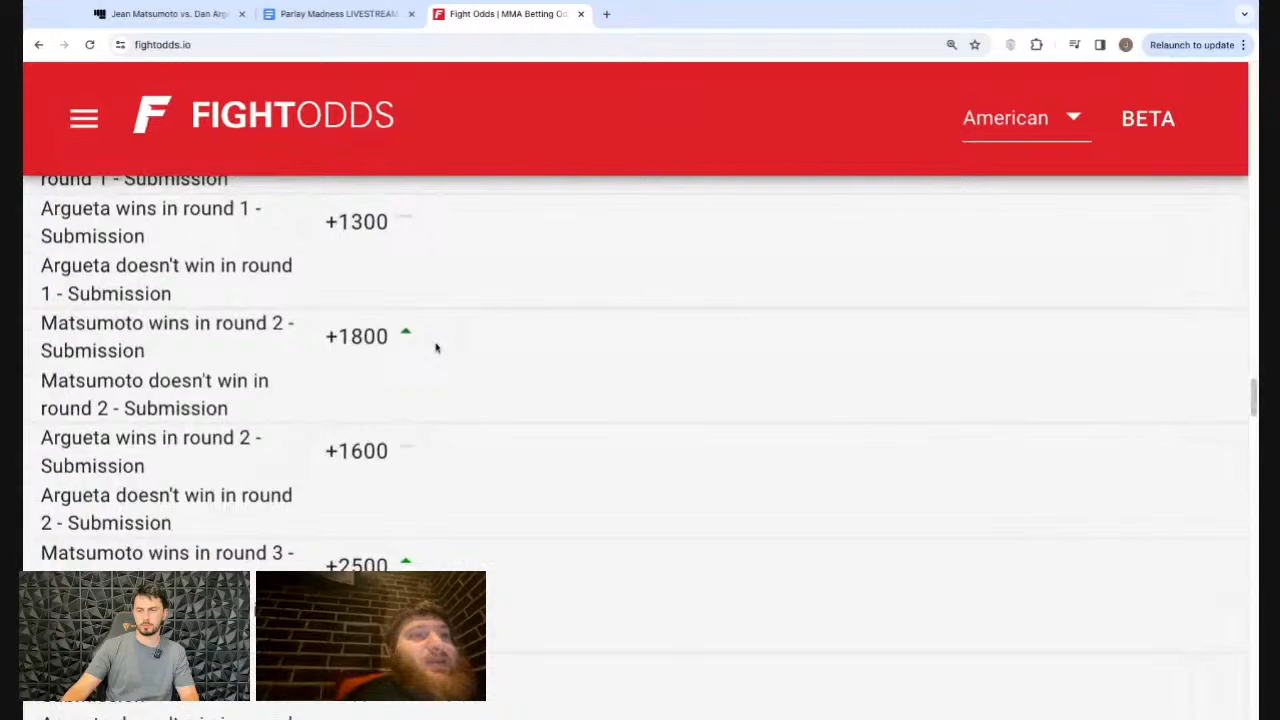 Jean Matsumoto vs. Dan Arg
Parlay Madness LIVESTREAM
Fight Odds | MMA Betting Od
fightodds.io
Relaunch to update
FIGHTODDS
American
BETA
round 1 - Submission
Argueta wins in round 1 -
Submission
+1300
Argueta doesn't win in round
1 - Submission
Matsumoto wins in round 2 -
Submission
+1800
Matsumoto doesn't win in
round 2 - Submission
Argueta wins in round 2 -
Submission
+1600
Argueta doesn't win in round
2 - Submission
Matsumoto wins in round 3 -
+2500